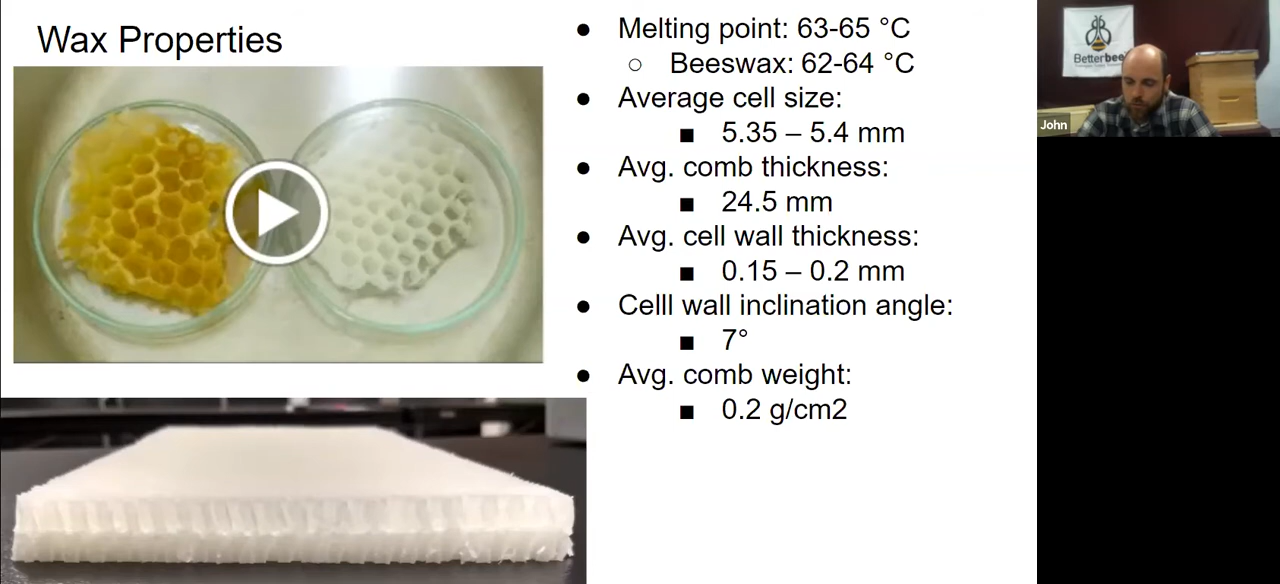 Wax Properties
● Melting point: 63-65 °C
○ Beeswax: 62-64 °C
● Average cell size:
■ 5.35 – 5.4 mm
● Avg. comb thickness:
■ 24.5 mm
● Avg. cell wall thickness:
■ 0.15 – 0.2 mm
● Celll wall inclination angle:
■ 7°
● Avg. comb weight:
■ 0.2 g/cm2
Betterbee
John